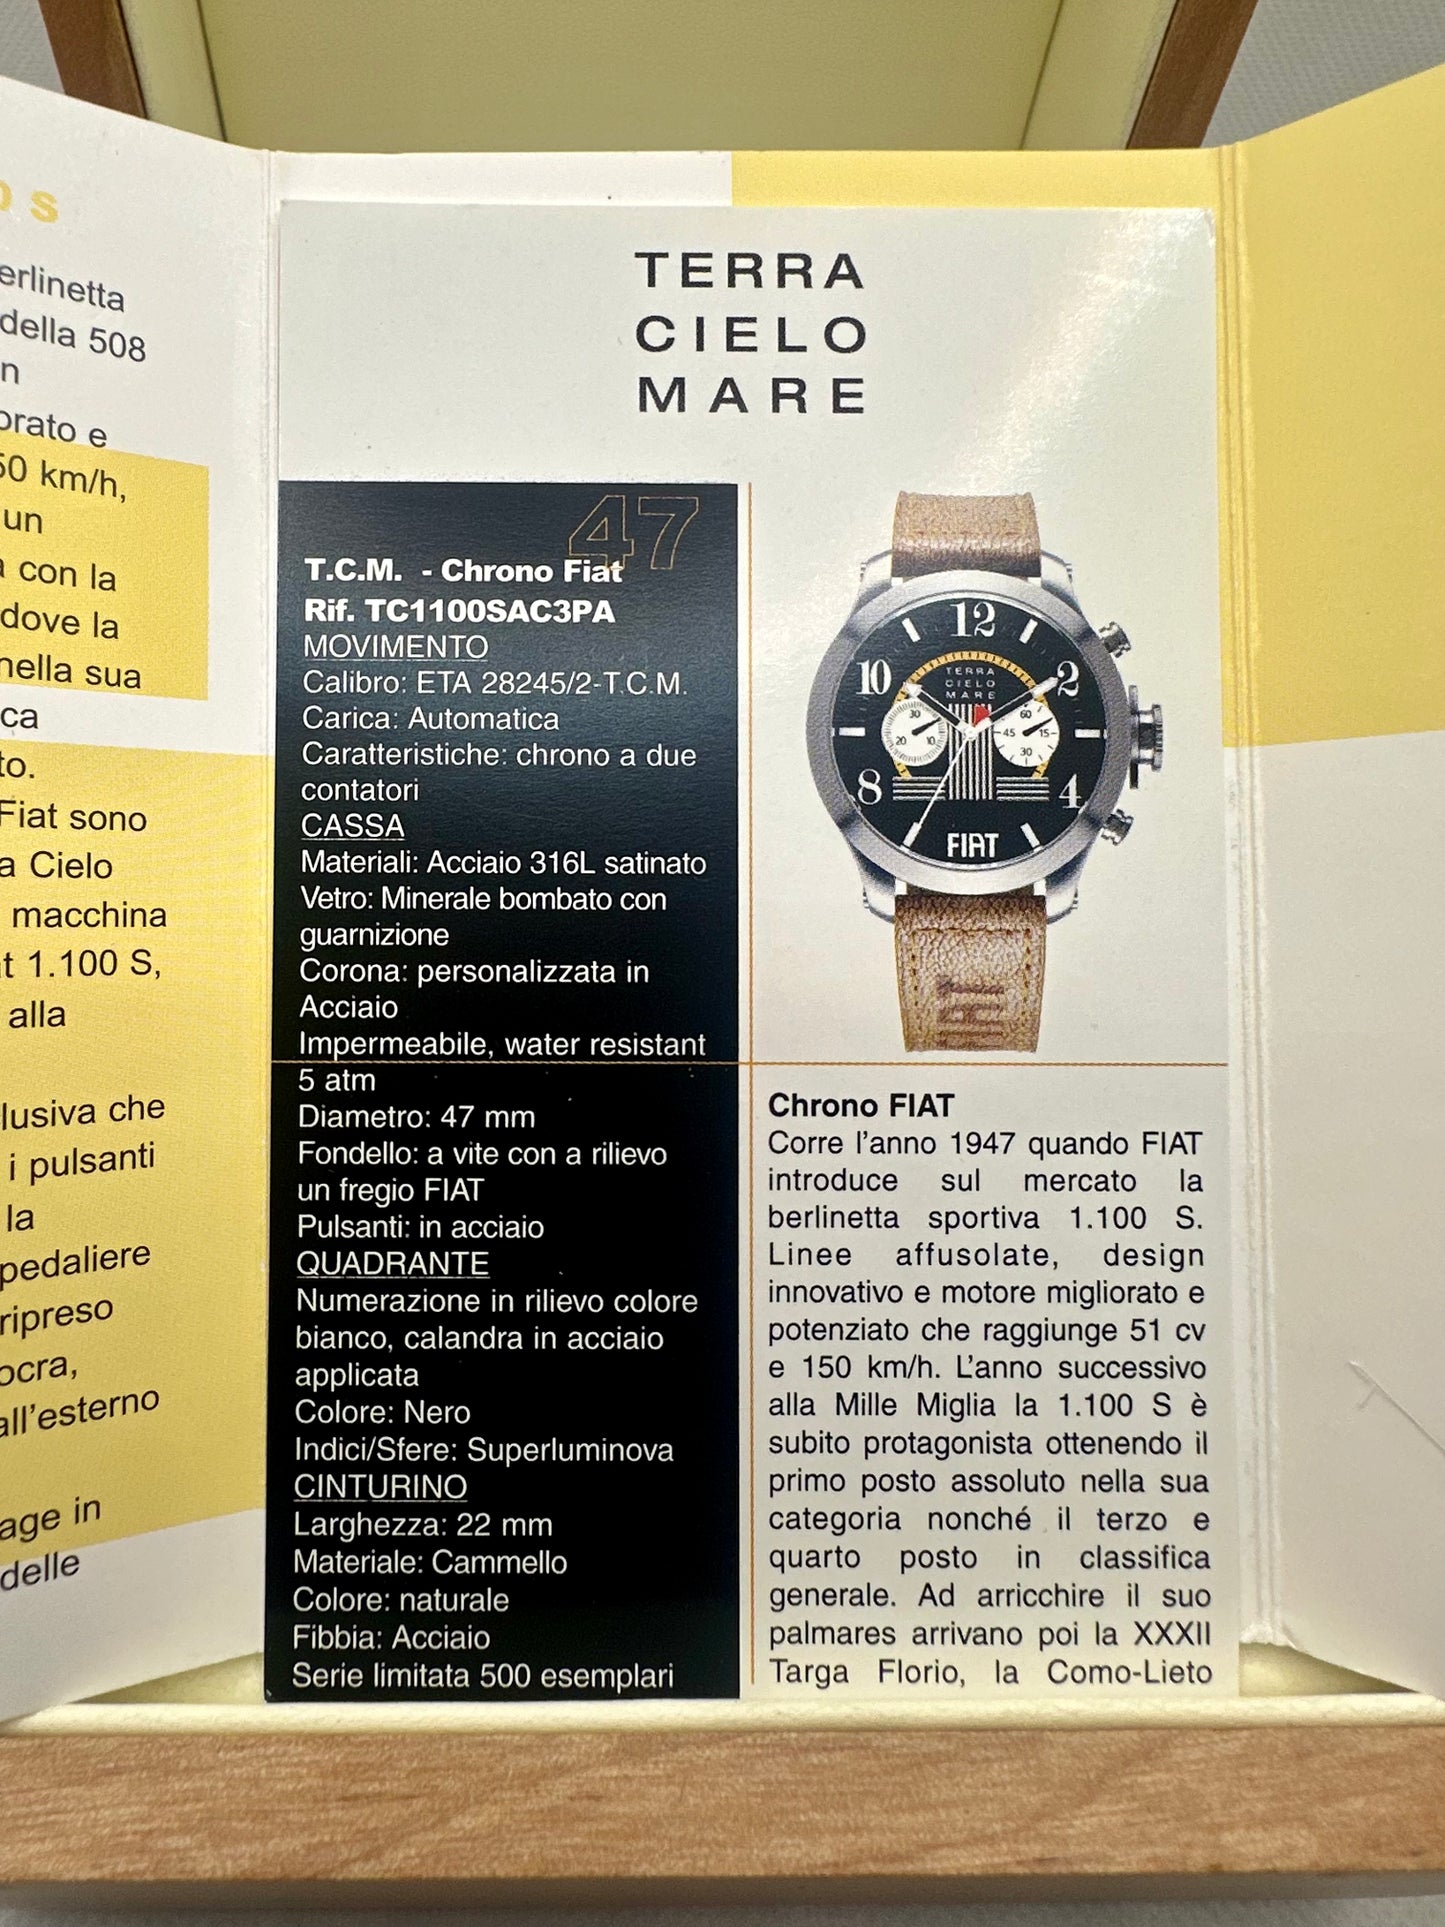 o s
erlinetta
della 508
n
orato e
50 km/h,
un
a con la
dove la
nella sua
ca
to.
Fiat sono
a Cielo
macchina
t 1.100 S,
alla
lusiva che
i pulsanti
la
pedaliere
ripreso
ocra,
all'esterno
age in
delle
TERRA
CIELO
MARE
47
T.C.M. - Chrono Fiat
Rif. TC1100SAC3PA
MOVIMENTO
Calibro: ETA 28245/2-T.C.M.
Carica: Automatica
Caratteristiche: chrono a due
contatori
CASSA
Materiali: Acciaio 316L satinato
Vetro: Minerale bombato con
guarnizione
Corona: personalizzata in
Acciaio
Impermeabile, water resistant
5 atm
Diametro: 47 mm
Fondello: a vite con a rilievo
un fregio FIAT
Pulsanti: in acciaio
QUADRANTE
Numerazione in rilievo colore
bianco, calandra in acciaio
applicata
Colore: Nero
Indici/Sfere: Superluminova
CINTURINO
Larghezza: 22 mm
Materiale: Cammello
Colore: naturale
Fibbia: Acciaio
Serie limitata 500 esemplari
12
10
2
TERRA
CIELO
MARE
30
20
10
60
45
15
30
8
4
FIAT
Chrono FIAT
Corre l'anno 1947 quando FIAT
introduce sul mercato la
berlinetta sportiva 1.100 S.
Linee affusolate, design
innovativo e motore migliorato e
potenziato che raggiunge 51 cv
e 150 km/h. L'anno successivo
alla Mille Miglia la 1.100 S è
subito protagonista ottenendo il
primo posto assoluto nella sua
categoria nonché il terzo e
quarto posto in classifica
generale. Ad arricchire il suo
palmares arrivano poi la XXXII
Targa Florio, la Como-Lieto